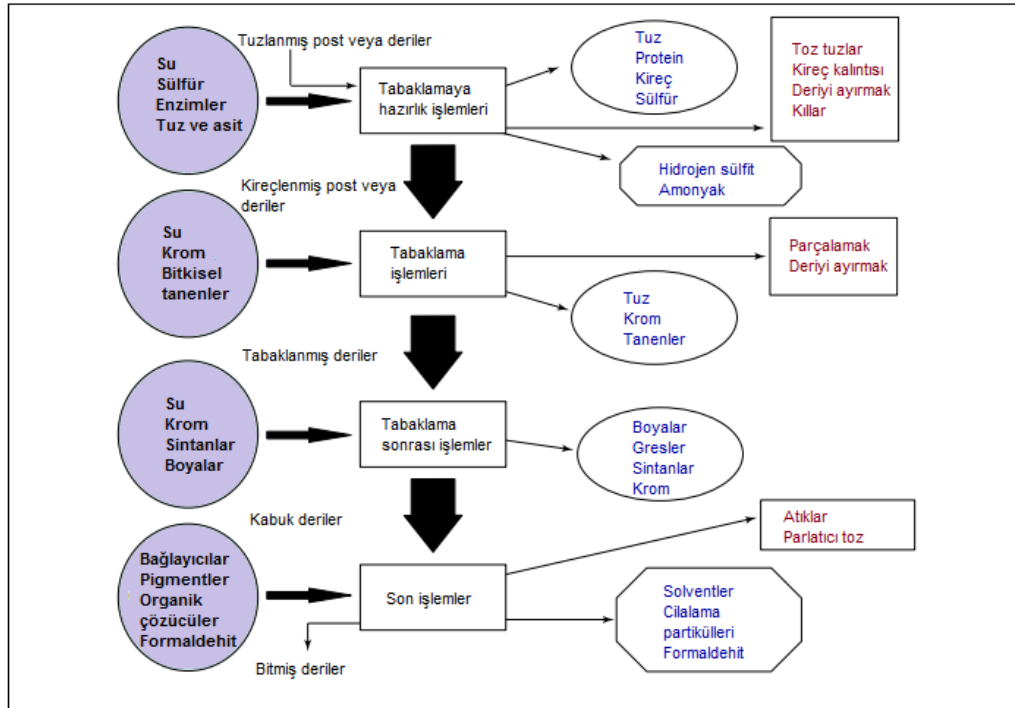 Tuzlanmış post veya deriler
Su
Sülfür
Enzimler
Tuz ve asit
Tabaklamaya
hazırlık işlemleri
Tuz
Protein
Kireç
Sülfür
Toz tuzlar
Kireç kalıntısı
Deriyi ayırmak
Kıllar
Hidrojen sülfit
Amonyak
Kireçlenmiş post veya
deriler
Su
Krom
Bitkisel
tanenler
Tabaklama
işlemleri
Parçalamak
Deriyi ayırmak
Tuz
Krom
Tanenler
Tabaklanmış deriler
Su
Krom
Sintanlar
Boyalar
Tabaklama
sonrası işlemler
Boyalar
Gresler
Sintanlar
Krom
Kabuk deriler
Bağlayıcılar
Pigmentler
Organik
çözücüler
Formaldehit
Son işlemler
Atıklar
Parlatıcı toz
Solventler
Cilalama
partikülleri
Formaldehit
Bitmiş deriler